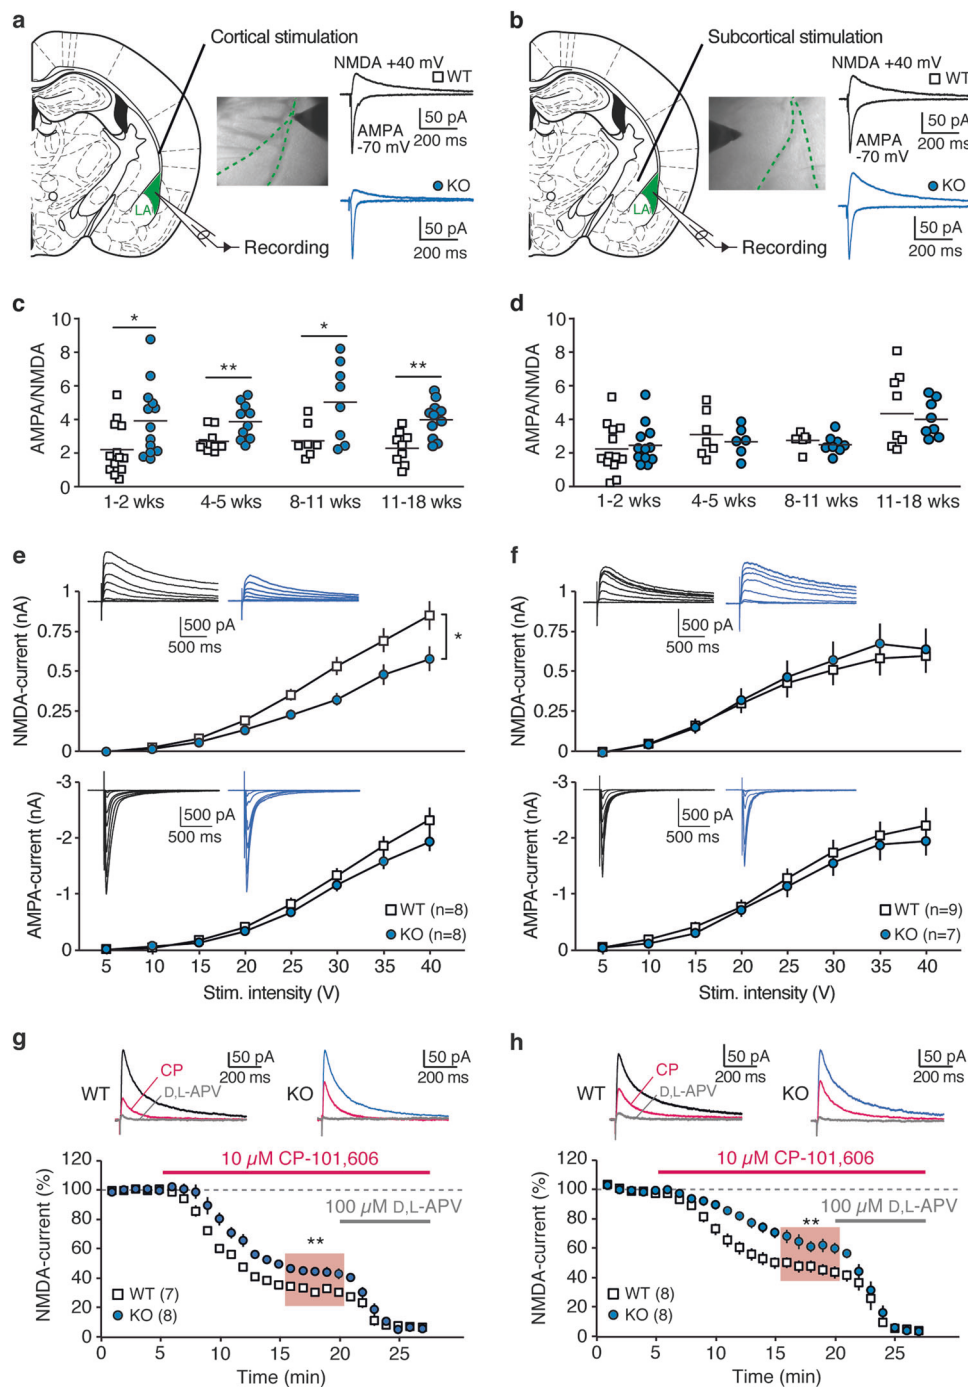 a
Cortical stimulation
NMDA +40 mV
WT
50 pA
200 ms
AMPA
-70 mV
KO
50 pA
200 ms
LA
Recording
b
Subcortical stimulation
NMDA +40 mV
WT
50 pA
200 ms
AMPA
-70 mV
KO
50 pA
200 ms
LA
Recording
c
AMPA/NMDA
10
8
6
4
2
0
*
**
*
**
1-2 wks
4-5 wks
8-11 wks
11-18 wks
d
AMPA/NMDA
10
8
6
4
2
0
1-2 wks
4-5 wks
8-11 wks
11-18 wks
e
NMDA-current (nA)
1
0.75
0.5
0.25
0
500 pA
500 ms
*
AMPA-current (nA)
-3
-2
-1
0
500 pA
500 ms
WT (n=8)
KO (n=8)
5 10 15 20 25 30 35 40
Stim. intensity (V)
f
NMDA-current (nA)
1
0.75
0.5
0.25
0
500 pA
500 ms
AMPA-current (nA)
-3
-2
-1
0
500 pA
500 ms
WT (n=9)
KO (n=7)
5 10 15 20 25 30 35 40
Stim. intensity (V)
g
WT
CP
D,L-APV
KO
50 pA
200 ms
NMDA-current (%)
120
100
80
60
40
20
0
10 µM CP-101,606
100 µM D,L-APV
**
WT (7)
KO (8)
0 5 10 15 20 25
Time (min)
h
WT
CP
D,L-APV
KO
50 pA
200 ms
NMDA-current (%)
120
100
80
60
40
20
0
10 µM CP-101,606
100 µM D,L-APV
**
WT (8)
KO (8)
0 5 10 15 20 25
Time (min)